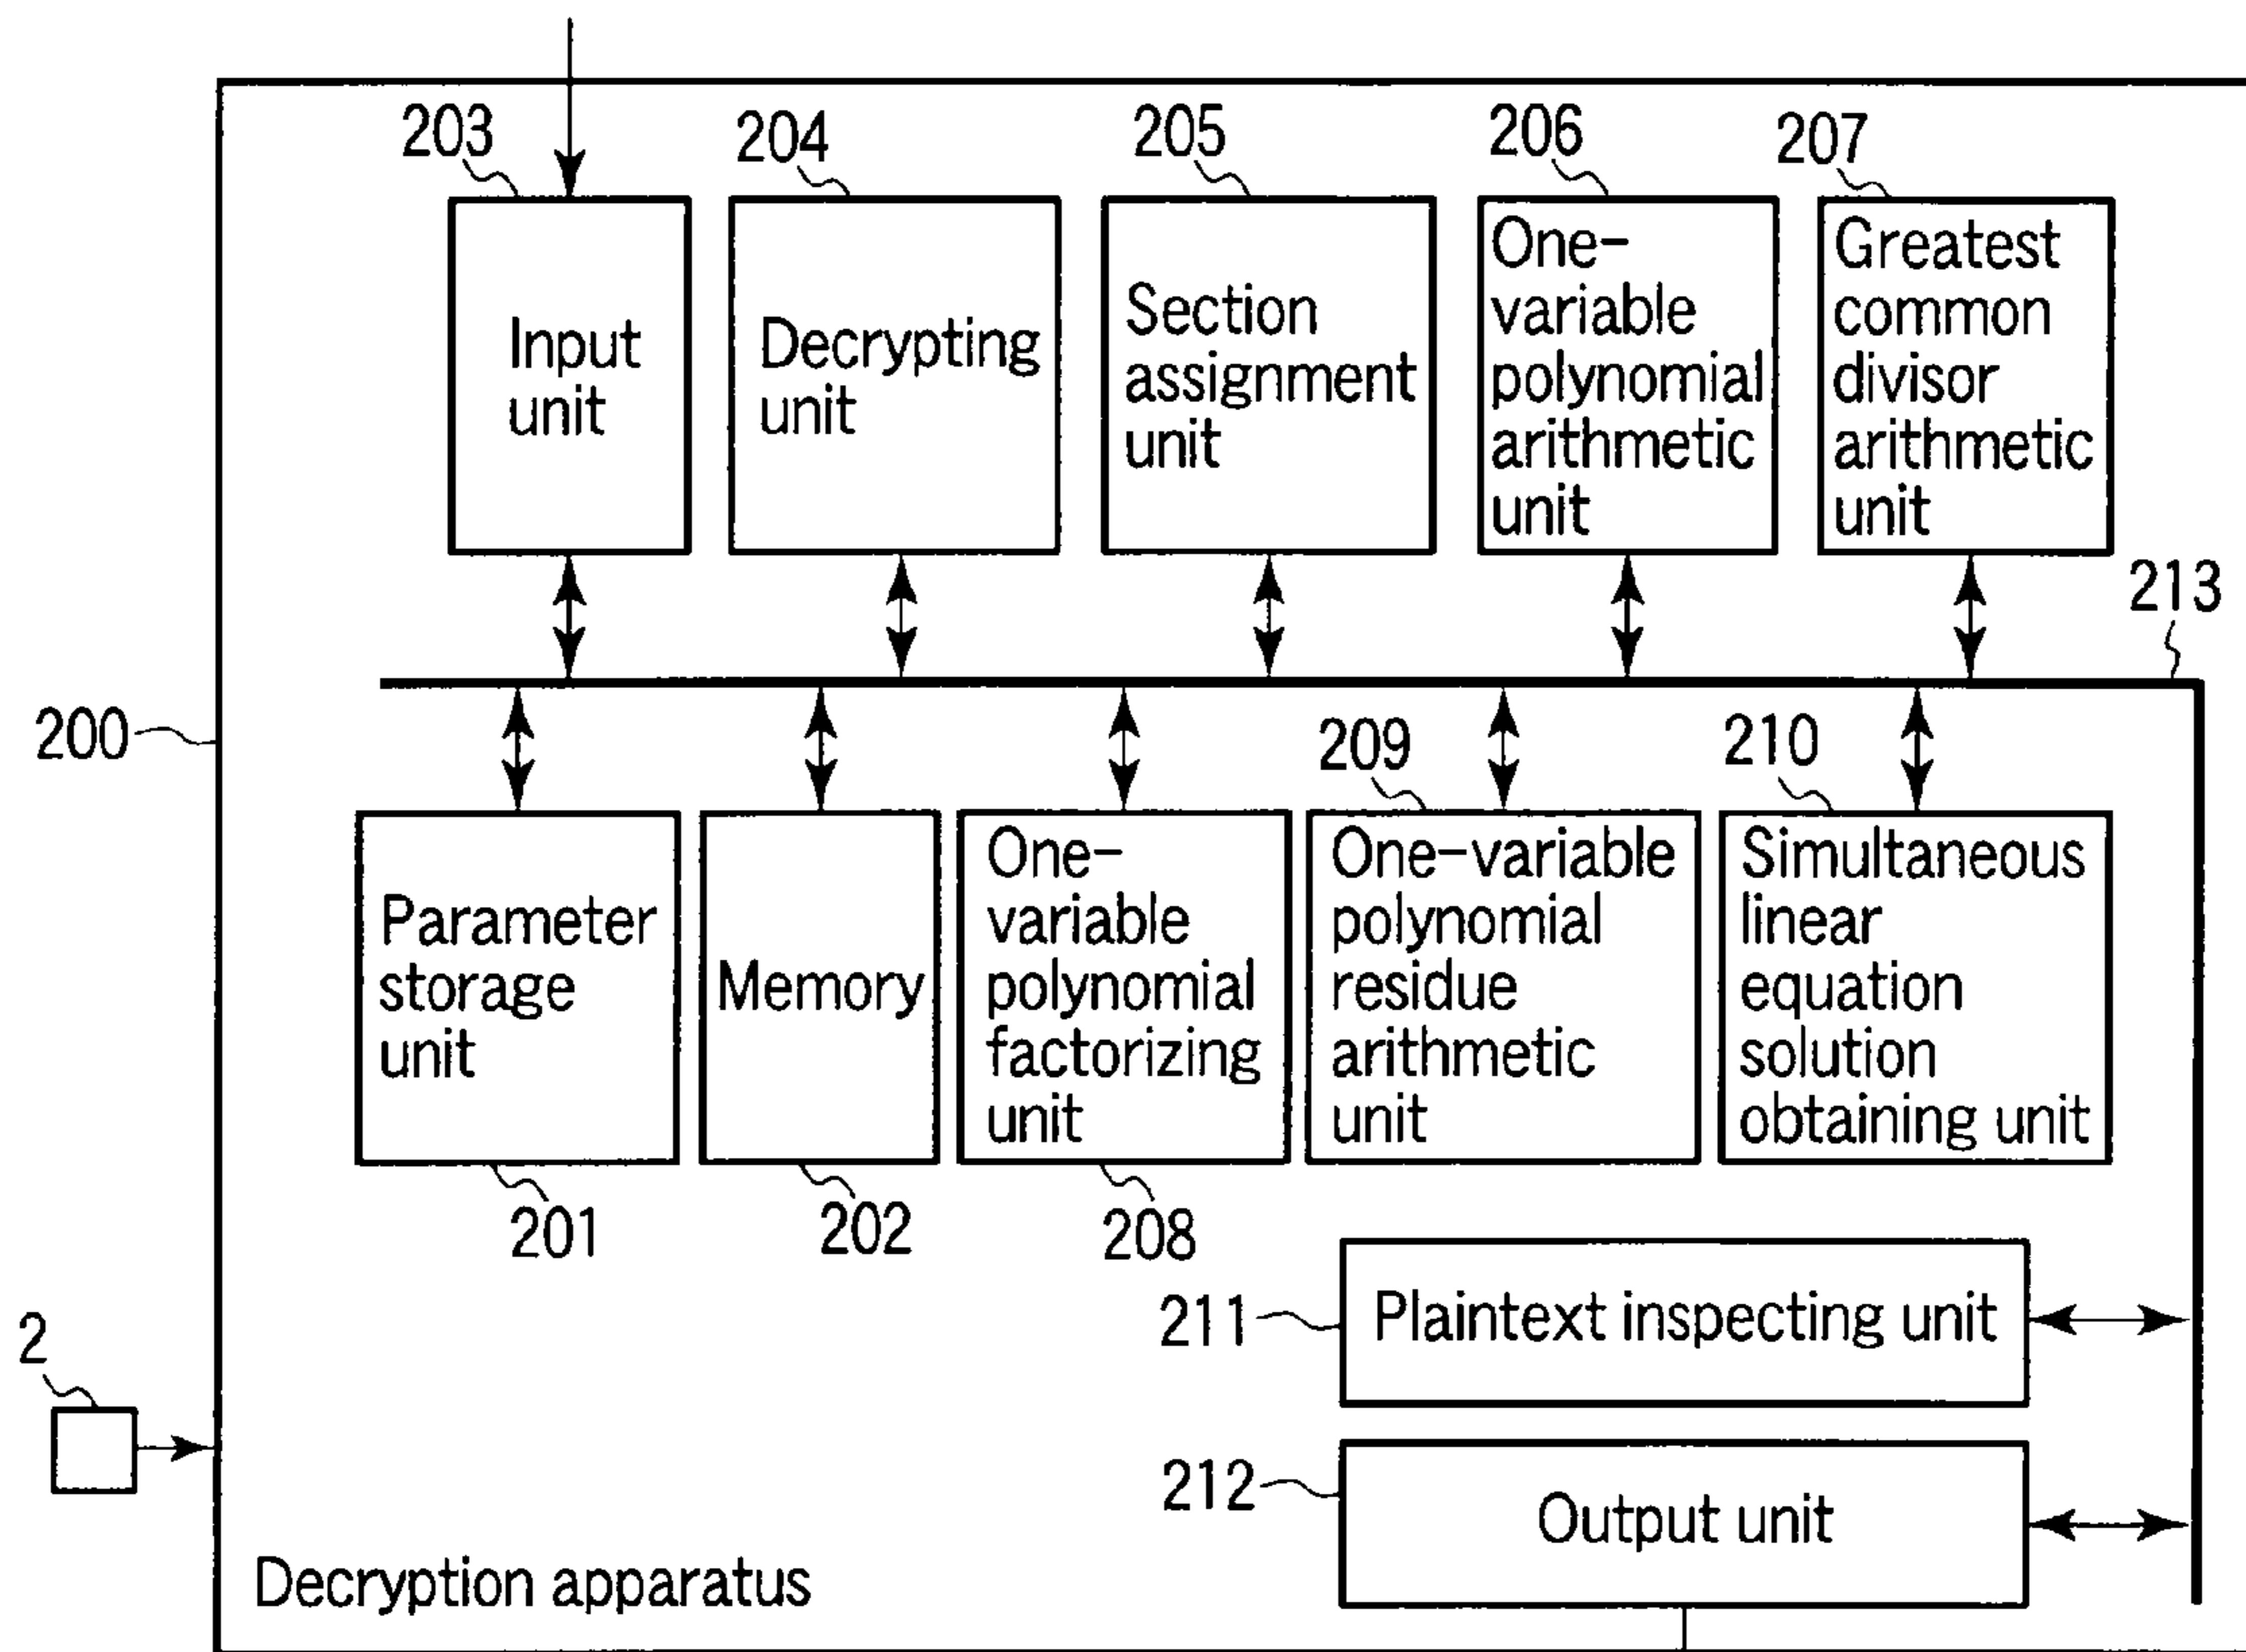 203
204
205
206
207
Input
unit
Decrypting
unit
Section
assignment
unit
One-
variable
polynomial
arithmetic
unit
Greatest
common
divisor
arithmetic
unit
213
200
209
210
Parameter
storage
unit
Memory
One-
variable
polynomial
factorizing
unit
One-variable
polynomial
residue
arithmetic
unit
Simultaneous
linear
equation
solution
obtaining unit
201
202
208
211
Plaintext inspecting unit
2
212
Output unit
Decryption apparatus